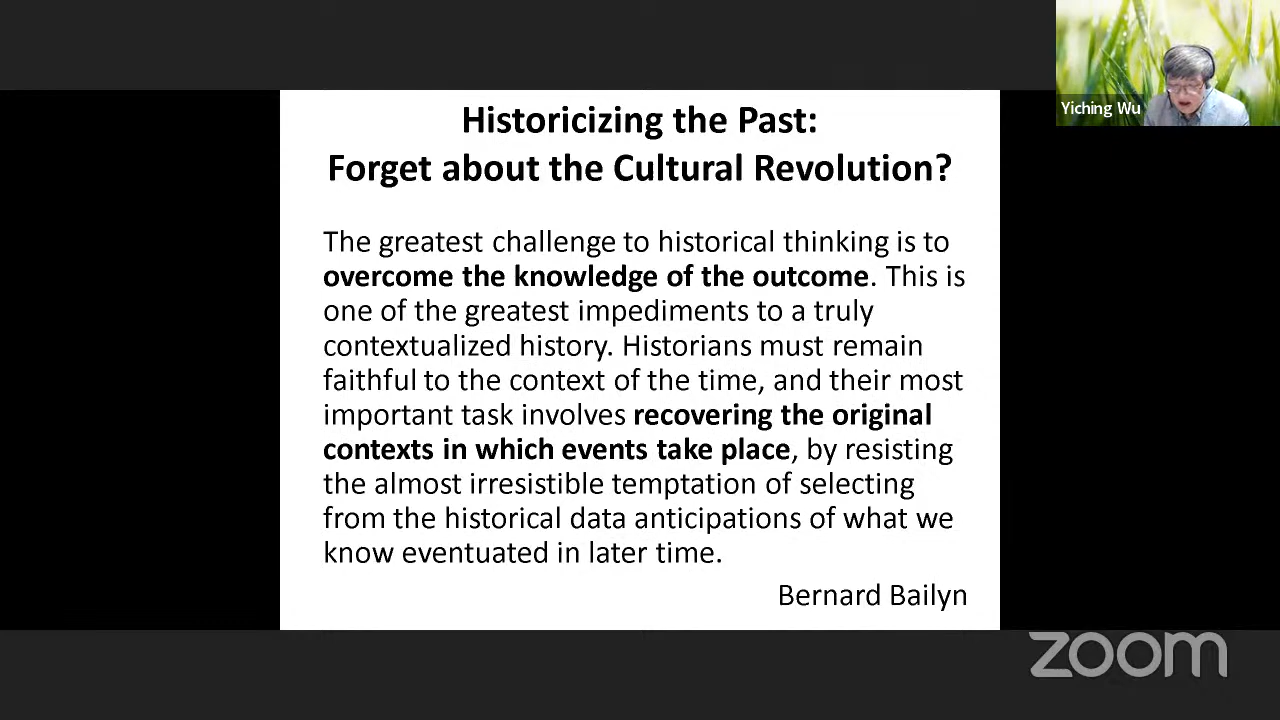 Yiching Wu
Historicizing the Past:
Forget about the Cultural Revolution?
The greatest challenge to historical thinking is to
overcome the knowledge of the outcome. This is
one of the greatest impediments to a truly
contextualized history. Historians must remain
faithful to the context of the time, and their most
important task involves recovering the original
contexts in which events take place, by resisting
the almost irresistible temptation of selecting
from the historical data anticipations of what we
know eventuated in later time.
Bernard Bailyn
zoom